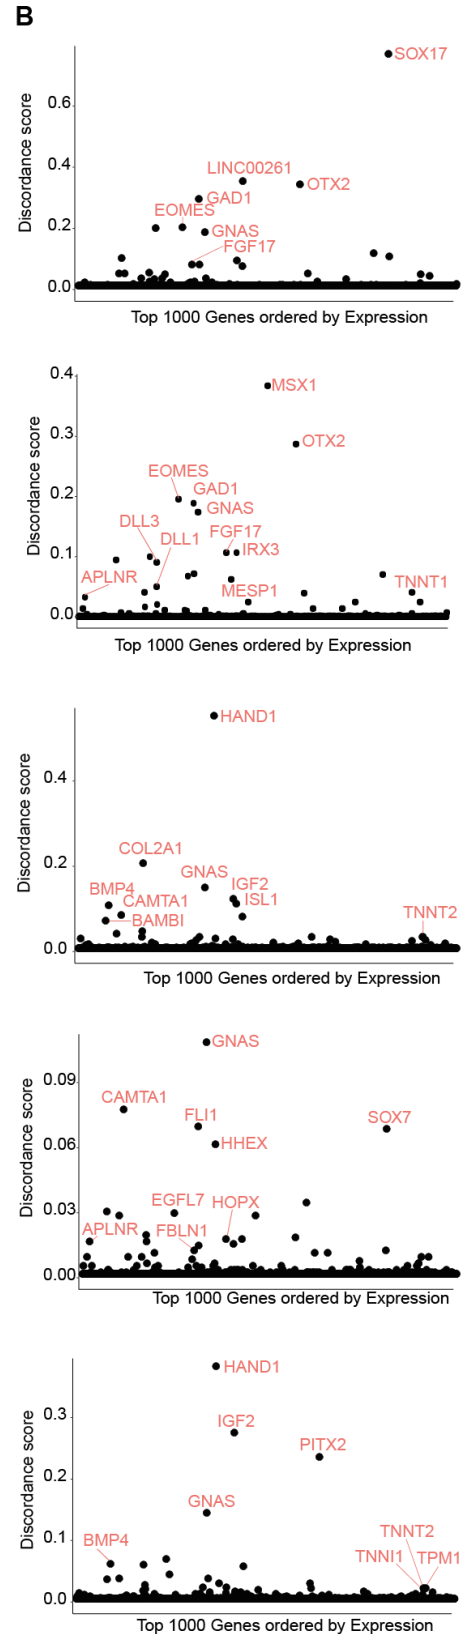 B
Discordance score
0.6
0.4
0.2
0.0
SOX17
LINC00261
OTX2
GAD1
EOMES
GNAS
FGF17
Top 1000 Genes ordered by Expression
Discordance score
0.4
0.3
0.2
0.1
0.0
MSX1
OTX2
EOMES
GAD1
GNAS
DLL3
FGF17
DLL1
IRX3
APLNR
MESP1
TNNT1
Top 1000 Genes ordered by Expression
Discordance score
0.4
0.2
0.0
HAND1
COL2A1
GNAS
BMP4
IGF2
CAMTA1
ISL1
BAMBI
TNNT2
Top 1000 Genes ordered by Expression
Discordance score
0.09
0.06
0.03
0.00
GNAS
CAMTA1
FLI1
SOX7
HHEX
EGFL7
HOPX
APLNR
FBLN1
Top 1000 Genes ordered by Expression
Discordance score
0.3
0.2
0.1
0.0
HAND1
IGF2
PITX2
GNAS
TNNT2
BMP4
TNNI1
TPM1
Top 1000 Genes ordered by Expression